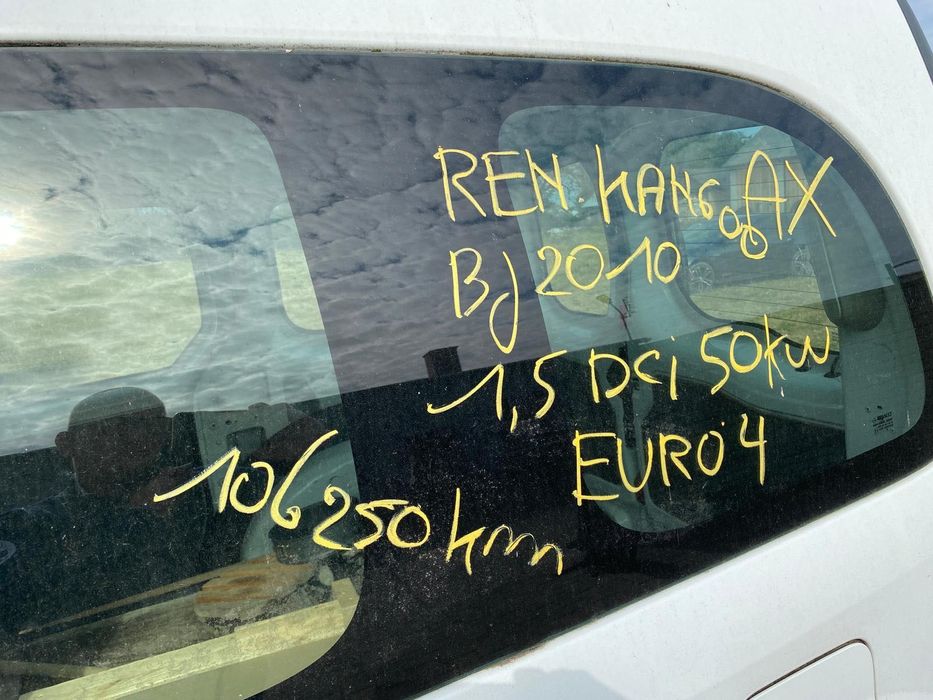 REN. KANGOO AX
BJ 2010
1,5 DCi 50kw
EURO 4
106250 km